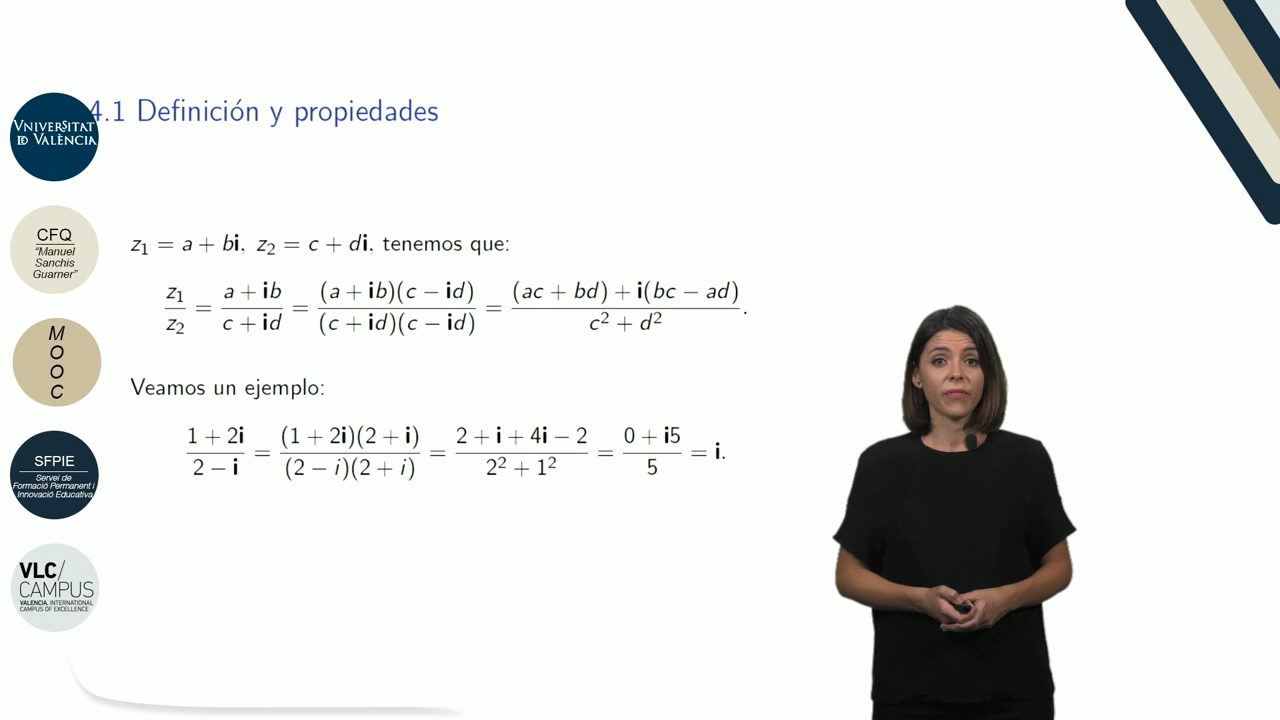 4.1 Definición y propiedades
VNIVERSITAT
ID VALÈNCIA
CFQ
“Manuel
Sanchis
Guarner”
M
O
O
C
SFPIE
Servei de
Formació Permanent i
Innovació Educativa
VLC/
CAMPUS
VALENCIA, INTERNATIONAL
CAMPUS OF EXCELLENCE
z₁ = a + bi, z₂ = c + di, tenemos que:
z₁/z₂ = (a + ib)/(c + id) = (a + ib)(c − id)/(c + id)(c − id) = ((ac + bd) + i(bc − ad))/(c² + d²).
Veamos un ejemplo:
(1 + 2i)/(2 − i) = (1 + 2i)(2 + i)/(2 − i)(2 + i) = (2 + i + 4i − 2)/(2² + 1²) = (0 + i5)/5 = i.